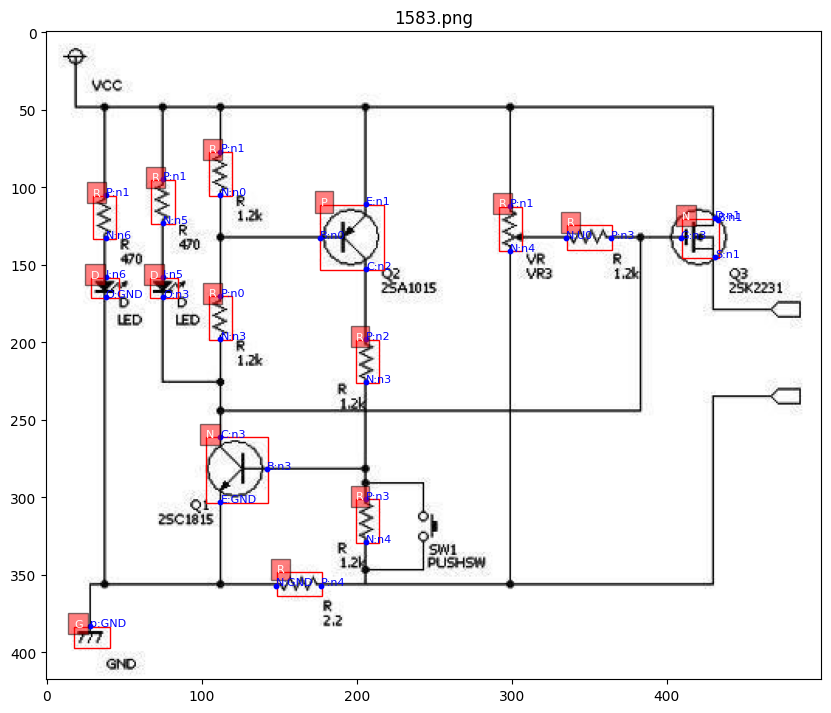 1583.png
0
VCC
50
R P:n1
R P:n1
R P:n1
R P:n1
P E:n1
N
100
N:n0
R
1.2k
N:n5
N:n6
R
470
R
470
B:n0
C:n2
Q2
2SA1015
R P:n1
N:n4
R
P:n3
R
1.2k
VR
VR3
S:n1
Q3
2SK2231
150
D I:n6
p:GND
D
LED
D I:n5
D:n3
D
LED
R P:n0
N:n3
R
1.2k
200
R P:n2
N:n3
R
1.2k
250
N C:n3
B:n3
E:GND
Q1
2SC1815
300
R P:n3
N:n4
R
1.2k
SW1
PUSHSW
350
R
N:GND P:n4
R
2.2
G p:GND
GND
400
0 100 200 300 400